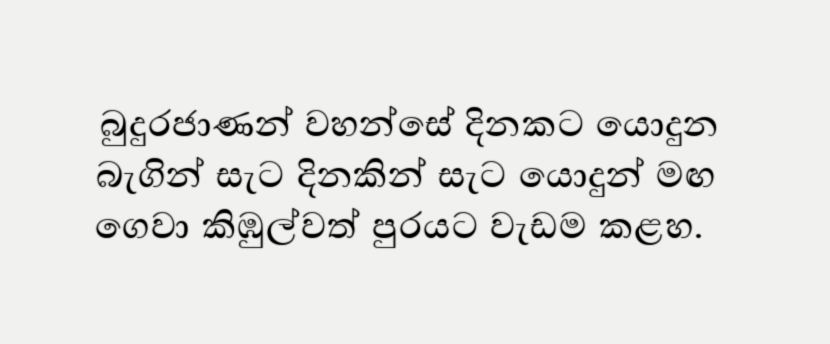 බුදුරජාණන් වහන්සේ දිනකට යොදුන
බැගින් සැට දිනකින් සැට යොදුන් මඟ
ගෙවා කිඹුල්වත් පුරයට වැඩම කළහ.